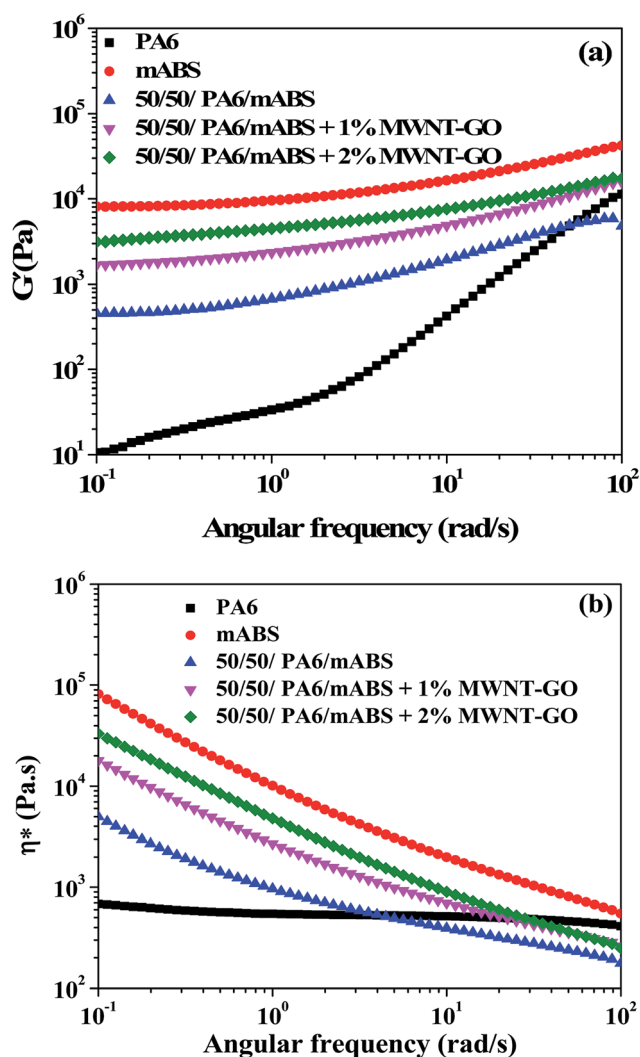 (a)
PA6
mABS
50/50/ PA6/mABS
50/50/ PA6/mABS + 1% MWNT-GO
50/50/ PA6/mABS + 2% MWNT-GO
10⁶
10⁵
10⁴
10³
10²
10¹
G'(Pa)
10⁻¹ 10⁰ 10¹ 10²
Angular frequency (rad/s)
(b)
PA6
mABS
50/50/ PA6/mABS
50/50/ PA6/mABS + 1% MWNT-GO
50/50/ PA6/mABS + 2% MWNT-GO
10⁶
10⁵
10⁴
10³
10²
η* (Pa.s)
10⁻¹ 10⁰ 10¹ 10²
Angular frequency (rad/s)